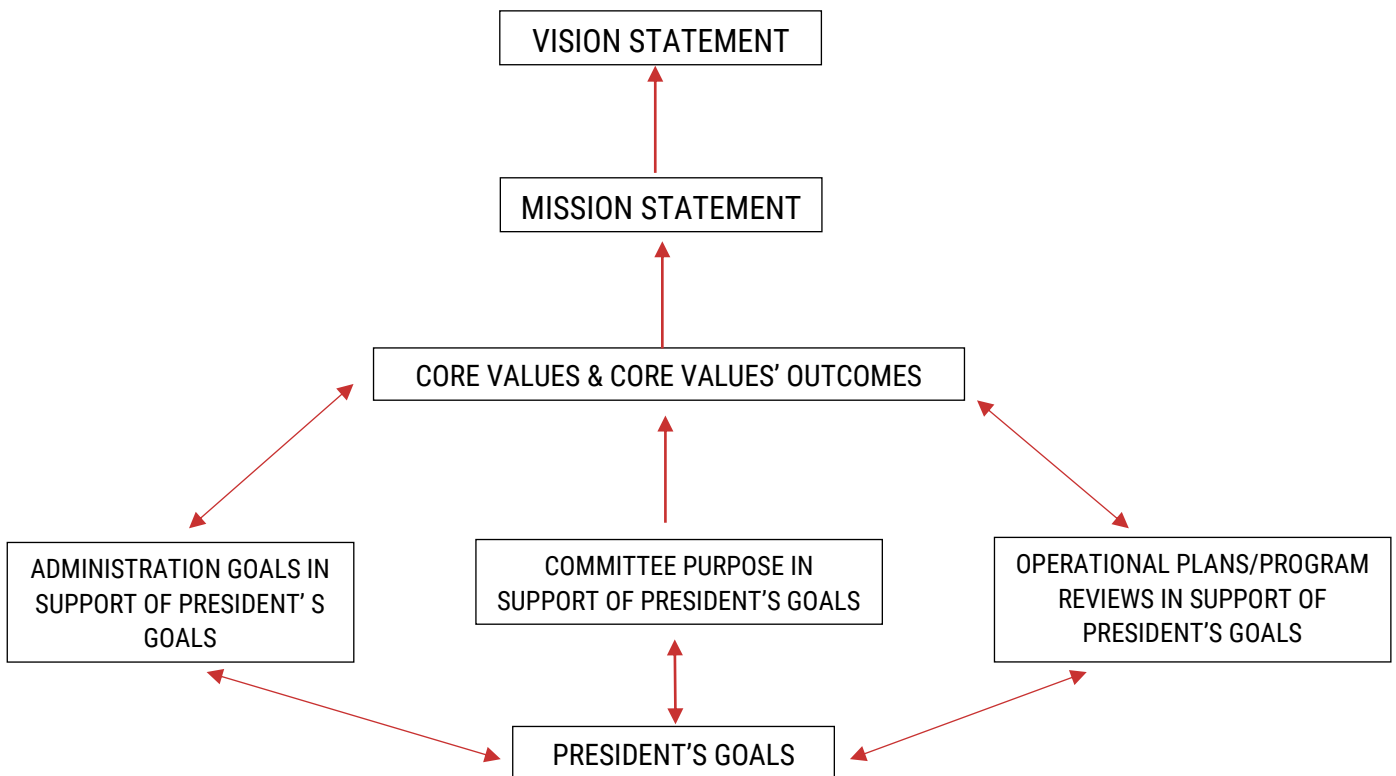 VISION STATEMENT
MISSION STATEMENT
CORE VALUES & CORE VALUES’ OUTCOMES
ADMINISTRATION GOALS IN
SUPPORT OF PRESIDENT’ S
GOALS
COMMITTEE PURPOSE IN
SUPPORT OF PRESIDENT’S GOALS
OPERATIONAL PLANS/PROGRAM
REVIEWS IN SUPPORT OF
PRESIDENT’S GOALS
PRESIDENT’S GOALS